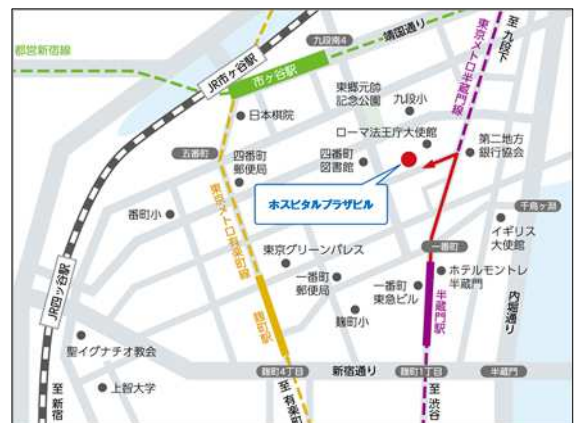 都営新宿線
JR市ヶ谷駅
市ヶ谷駅
九段南4
靖国通り
至 九段下
東京メトロ半蔵門線
日本棋院
東郷元帥
記念公園
九段小
ローマ法王庁大使館
第二地方
銀行協会
五番町
四番町
郵便局
四番町
図書館
ホスピタルプラザビル
番町小
東京メトロ有楽町線
千鳥ヶ淵
イギリス
大使館
一番町
東京グリーンパレス
一番町
郵便局
一番町
東急ビル
ホテルモントレ
半蔵門
半蔵門駅
内堀通り
麹町小
麹町駅
JR四ッ谷駅
聖イグナチオ教会
上智大学
至 新宿
麹町4丁目
新宿通り
麹町1丁目
半蔵門
至 有楽町
至 渋谷